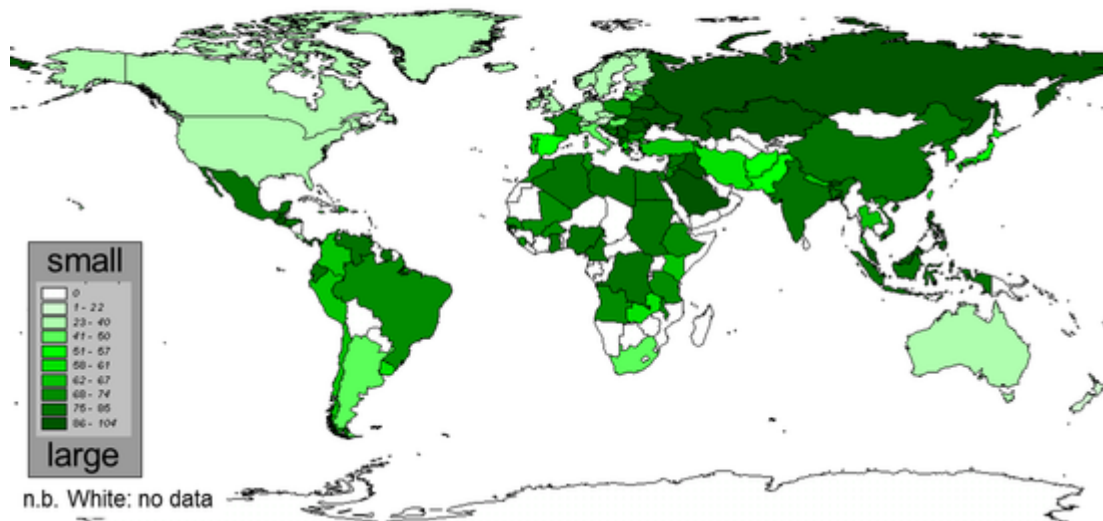 small
0
1 - 22
23 - 40
41 - 50
51 - 57
58 - 61
62 - 67
68 - 74
75 - 85
86 - 104
large
n.b. White: no data